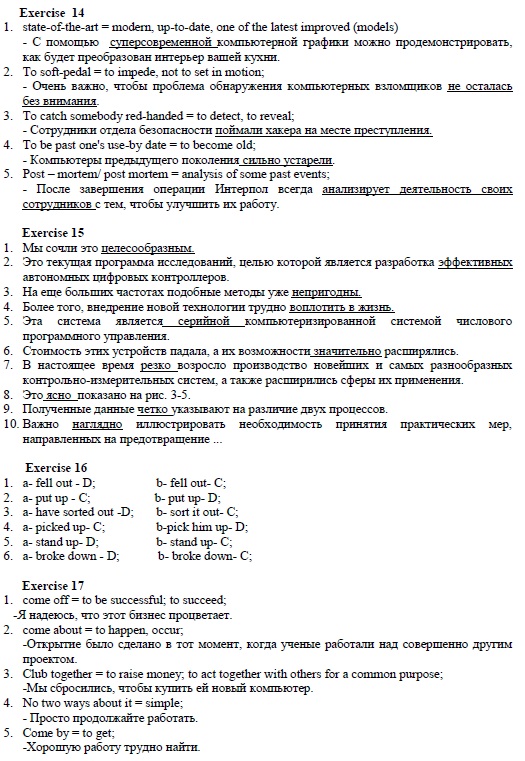 Exercise 14
1. state-of-the-art = modern, up-to-date, one of the latest improved (models)
- С помощью суперсовременной компьютерной графики можно продемонстрировать,
как будет преобразован интерьер вашей кухни.
2. To soft-pedal = to impede, not to set in motion;
- Очень важно, чтобы проблема обнаружения компьютерных взломщиков не осталась
без внимания.
3. To catch somebody red-handed = to detect, to reveal;
- Сотрудники отдела безопасности поймали хакера на месте преступления.
4. To be past one's use-by date = to become old;
- Компьютеры предыдущего поколения сильно устарели.
5. Post – mortem/ post mortem = analysis of some past events;
- После завершения операции Интерпол всегда анализирует деятельность своих
сотрудников с тем, чтобы улучшить их работу.
Exercise 15
1. Мы сочли это целесообразным.
2. Это текущая программа исследований, целью которой является разработка эффективных
автономных цифровых контроллеров.
3. На еще больших частотах подобные методы уже непригодны.
4. Более того, внедрение новой технологии трудно воплотить в жизнь.
5. Эта система является серийной компьютеризированной системой числового
программного управления.
6. Стоимость этих устройств падала, а их возможности значительно расширялись.
7. В настоящее время резко возросло производство новейших и самых разнообразных
контрольно-измерительных систем, а также расширились сферы их применения.
8. Это ясно показано на рис. 3-5.
9. Полученные данные четко указывают на различие двух процессов.
10. Важно наглядно иллюстрировать необходимость принятия практических мер,
направленных на предотвращение ...
Exercise 16
1. a- fell out - D; b- fell out- C;
2. a- put up - C; b- put up- D;
3. a- have sorted out -D; b- sort it out- C;
4. a- picked up- C; b-pick him up- D;
5. a- stand up- D; b- stand up- C;
6. a- broke down - D; b- broke down- C;
Exercise 17
1. come off = to be successful; to succeed;
-Я надеюсь, что этот бизнес процветает.
2. come about = to happen, occur;
-Открытие было сделано в тот момент, когда ученые работали над совершенно другим
проектом.
3. Club together = to raise money; to act together with others for a common purpose;
-Мы сбросились, чтобы купить ей новый компьютер.
4. No two ways about it = simple;
- Просто продолжайте работать.
5. Come by = to get;
-Хорошую работу трудно найти.